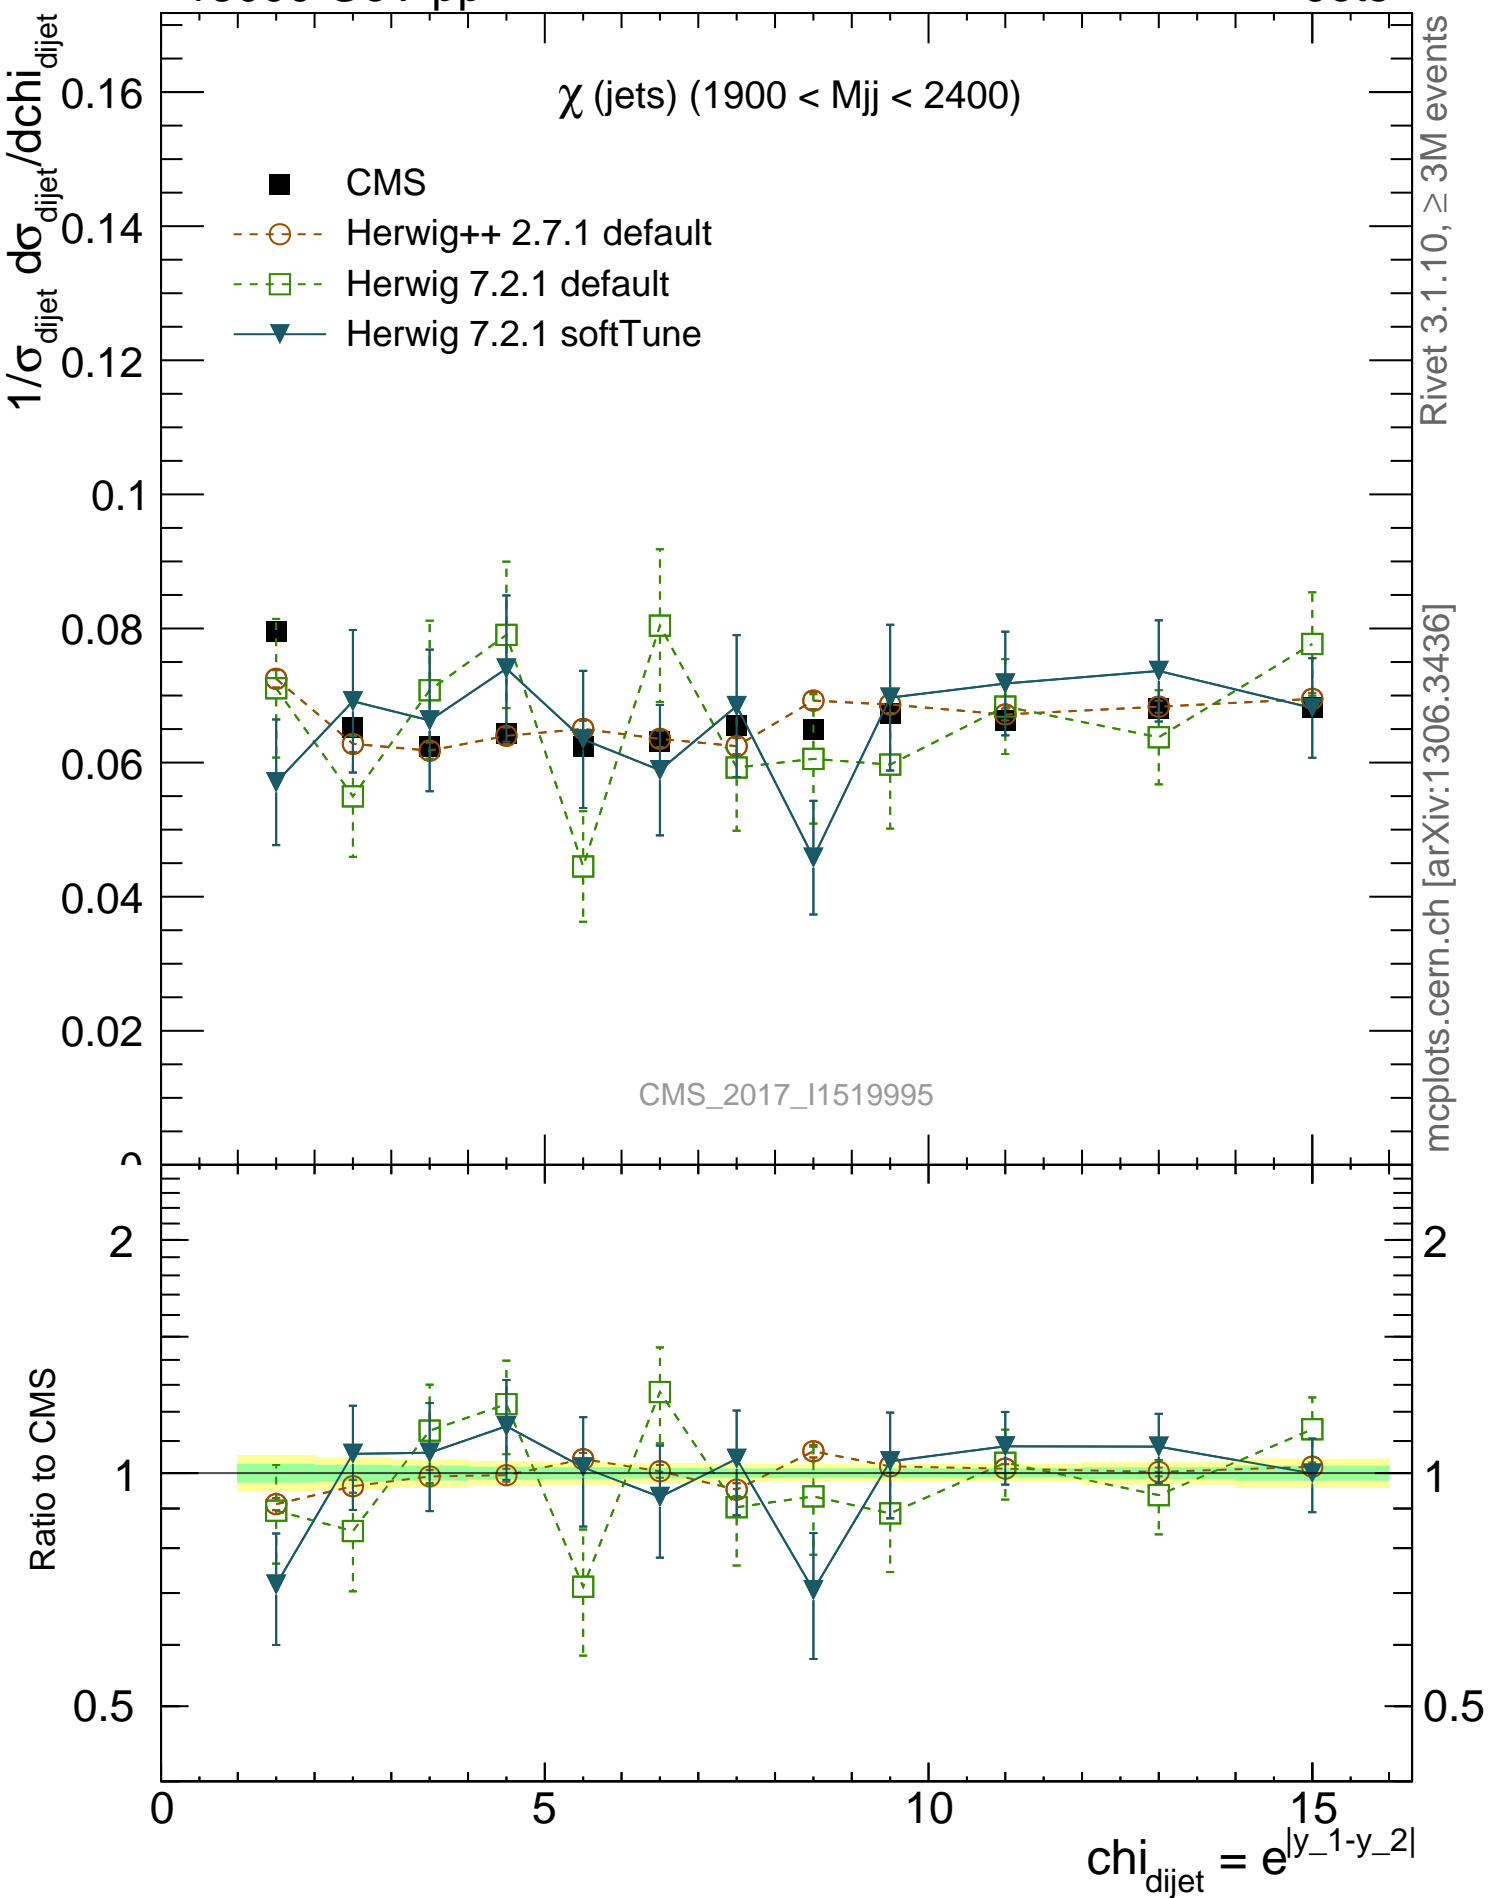 χ (jets) (1900 < Mjj < 2400)
CMS
Herwig++ 2.7.1 default
Herwig 7.2.1 default
Herwig 7.2.1 softTune
1/σdijet dσdijet/dchidijet
0.16
0.14
0.12
0.1
0.08
0.06
0.04
0.02
CMS_2017_I1519995
Rivet 3.1.10, ≥ 3M events
mcplots.cern.ch [arXiv:1306.3436]
Ratio to CMS
2
1
0.5
2
1
0.5
0
5
10
15
chidijet = e|y_1-y_2|